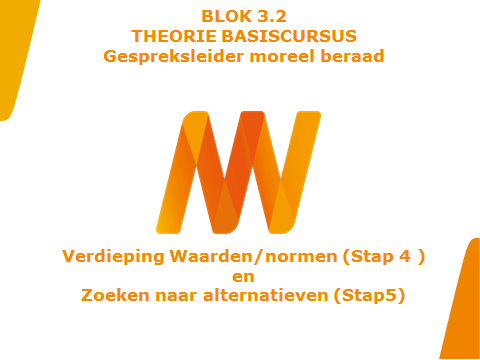 BLOK 3.2
THEORIE BASISCURSUS
Gespreksleider moreel beraad
Verdieping Waarden/normen (Stap 4 )
en
Zoeken naar alternatieven (Stap5)